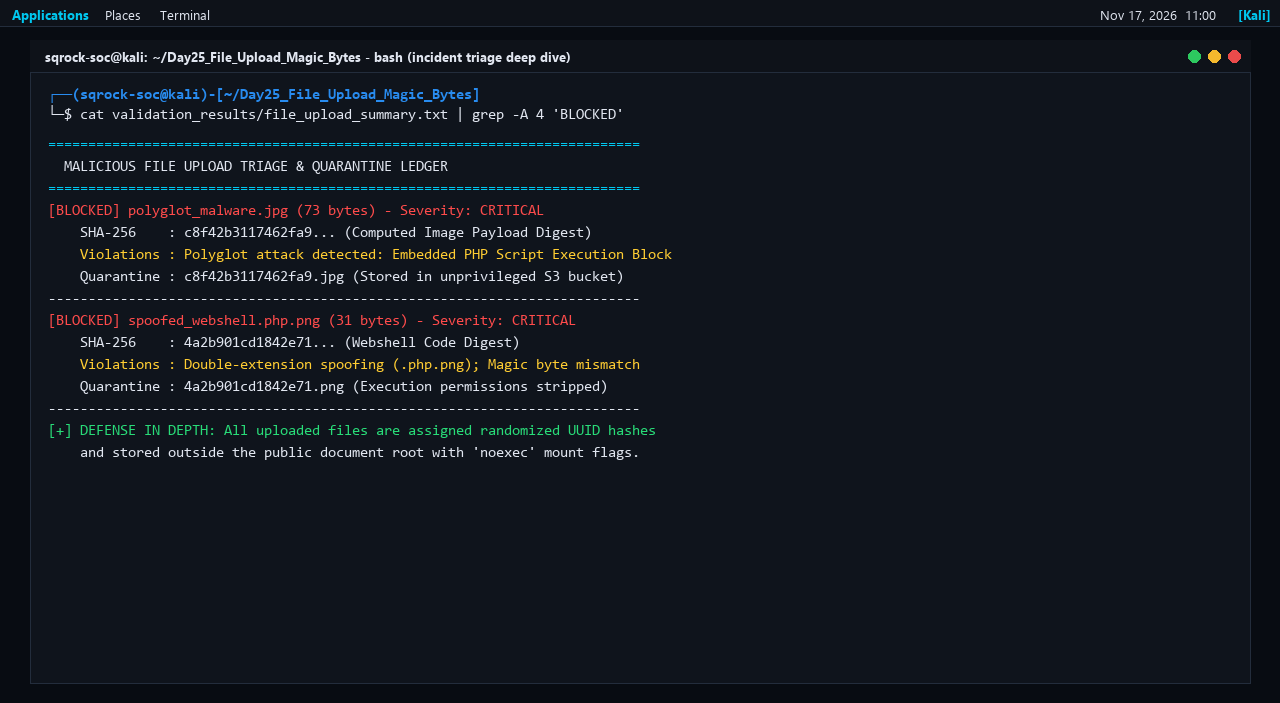 Applications Places Terminal Nov 17, 2026 11:00 [Kali]
sqrock-soc@kali: ~/Day25_File_Upload_Magic_Bytes - bash (incident triage deep dive)
┌──(sqrock-soc@kali)-[~/Day25_File_Upload_Magic_Bytes]
└─$ cat validation_results/file_upload_summary.txt | grep -A 4 'BLOCKED'
==========================================================================
MALICIOUS FILE UPLOAD TRIAGE & QUARANTINE LEDGER
==========================================================================
[BLOCKED] polyglot_malware.jpg (73 bytes) - Severity: CRITICAL
SHA-256 : c8f42b3117462fa9... (Computed Image Payload Digest)
Violations : Polyglot attack detected: Embedded PHP Script Execution Block
Quarantine : c8f42b3117462fa9.jpg (Stored in unprivileged S3 bucket)
--------------------------------------------------------------------------
[BLOCKED] spoofed_webshell.php.png (31 bytes) - Severity: CRITICAL
SHA-256 : 4a2b901cd1842e71... (Webshell Code Digest)
Violations : Double-extension spoofing (.php.png); Magic byte mismatch
Quarantine : 4a2b901cd1842e71.png (Execution permissions stripped)
--------------------------------------------------------------------------
[+] DEFENSE IN DEPTH: All uploaded files are assigned randomized UUID hashes
and stored outside the public document root with 'noexec' mount flags.